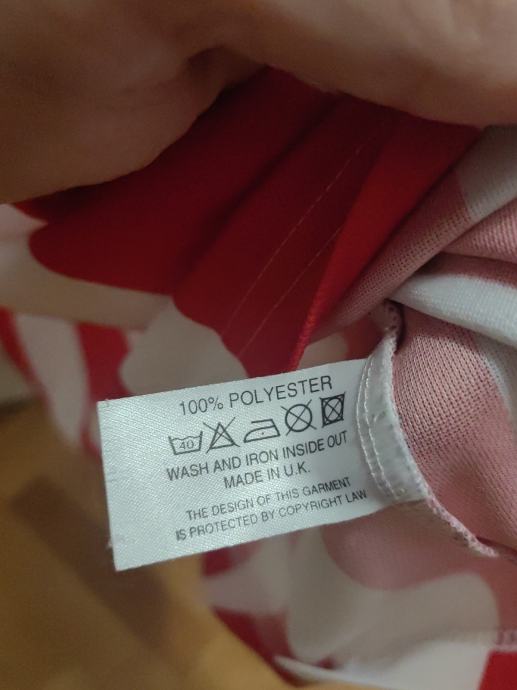 100% POLYESTER
40
WASH AND IRON INSIDE OUT
MADE IN U.K.
THE DESIGN OF THIS GARMENT
IS PROTECTED BY COPYRIGHT LAW